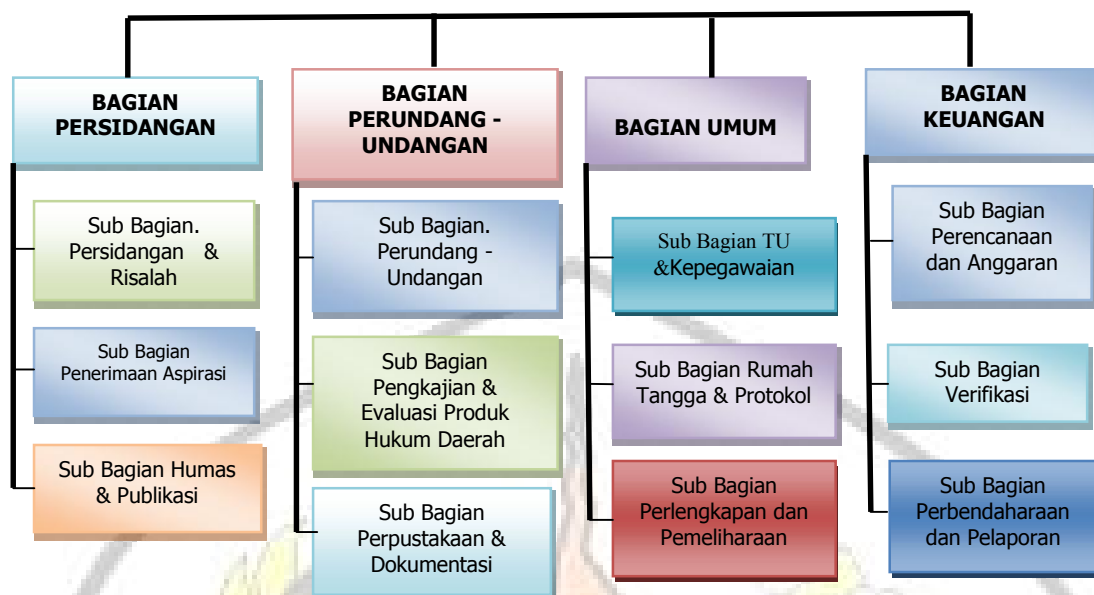 BAGIAN
PERSIDANGAN
Sub Bagian.
Persidangan &
Risalah
Sub Bagian
Penerimaan Aspirasi
Sub Bagian Humas
& Publikasi
BAGIAN
PERUNDANG -
UNDANGAN
Sub Bagian.
Perundang -
Undangan
Sub Bagian
Pengkajian &
Evaluasi Produk
Hukum Daerah
Sub Bagian
Perpustakaan &
Dokumentasi
BAGIAN UMUM
Sub Bagian TU
&Kepegawaian
Sub Bagian Rumah
Tangga & Protokol
Sub Bagian
Perlengkapan dan
Pemeliharaan
BAGIAN
KEUANGAN
Sub Bagian
Perencanaan
dan Anggaran
Sub Bagian
Verifikasi
Sub Bagian
Perbendaharaan
dan Pelaporan